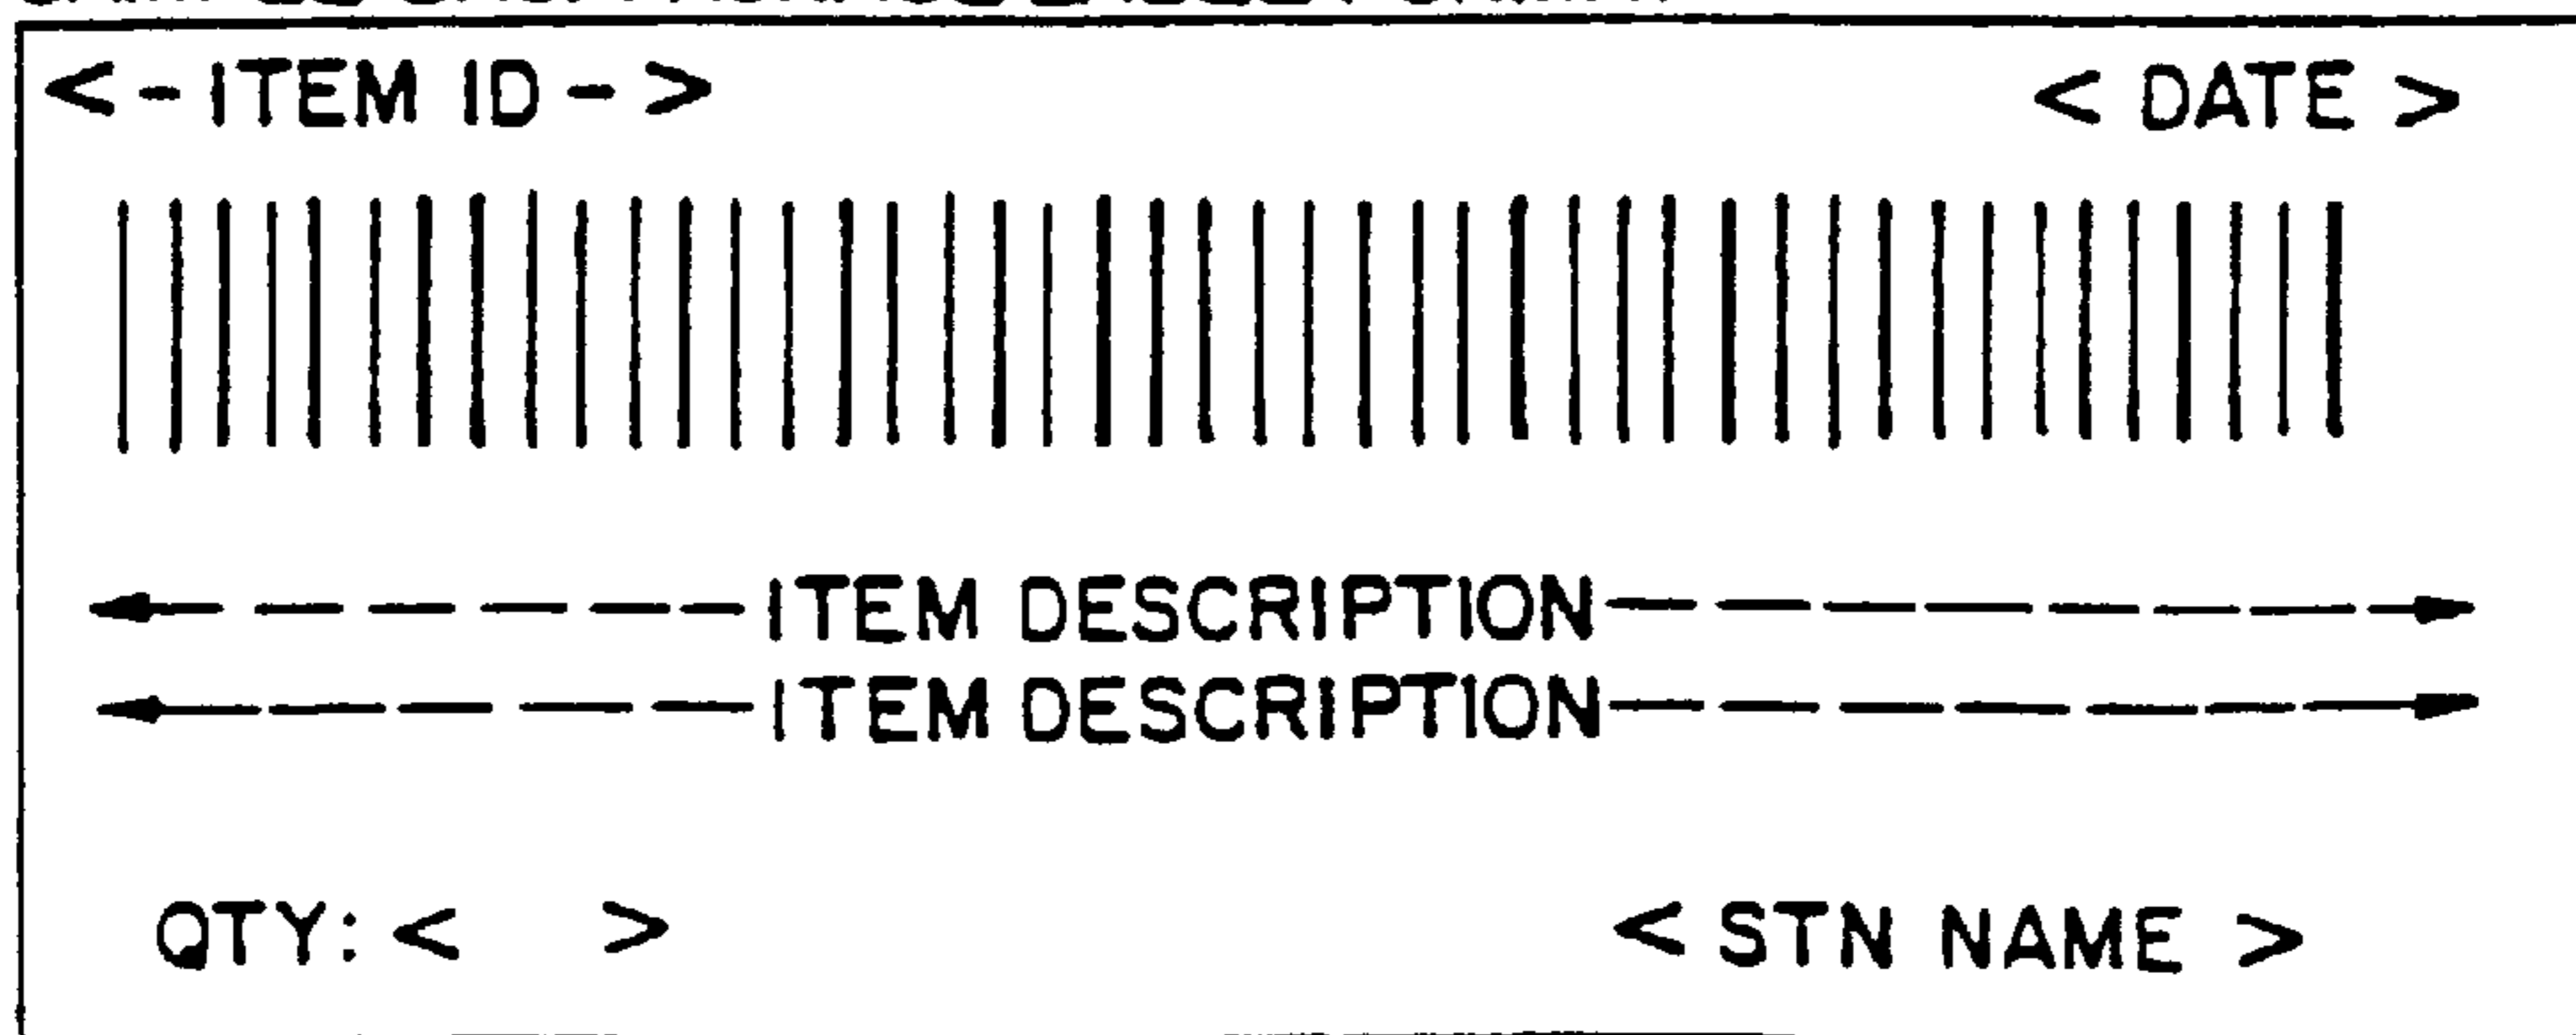 <-ITEM ID-> < DATE >
ITEM DESCRIPTION
ITEM DESCRIPTION
QTY: < > < STN NAME >